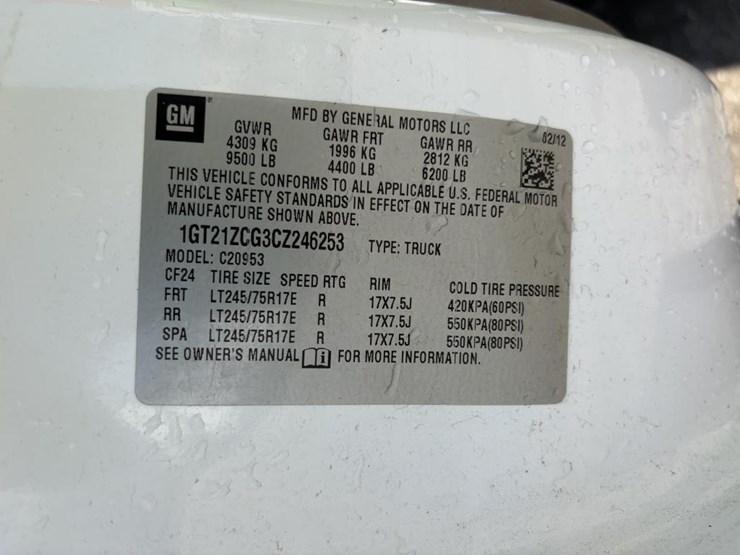 GM
MFD BY GENERAL MOTORS LLC
02/12
GVWR GAWR FRT GAWR RR
4309 KG 1996 KG 2812 KG
9500 LB 4400 LB 6200 LB
THIS VEHICLE CONFORMS TO ALL APPLICABLE U.S. FEDERAL MOTOR
VEHICLE SAFETY STANDARDS IN EFFECT ON THE DATE OF
MANUFACTURE SHOWN ABOVE.
1GT21ZCG3CZ246253 TYPE: TRUCK
MODEL: C20953
CF24 TIRE SIZE SPEED RTG RIM COLD TIRE PRESSURE
FRT LT245/75R17E R 17X7.5J 420KPA(60PSI)
RR LT245/75R17E R 17X7.5J 550KPA(80PSI)
SPA LT245/75R17E R 17X7.5J 550KPA(80PSI)
SEE OWNER'S MANUAL i FOR MORE INFORMATION.